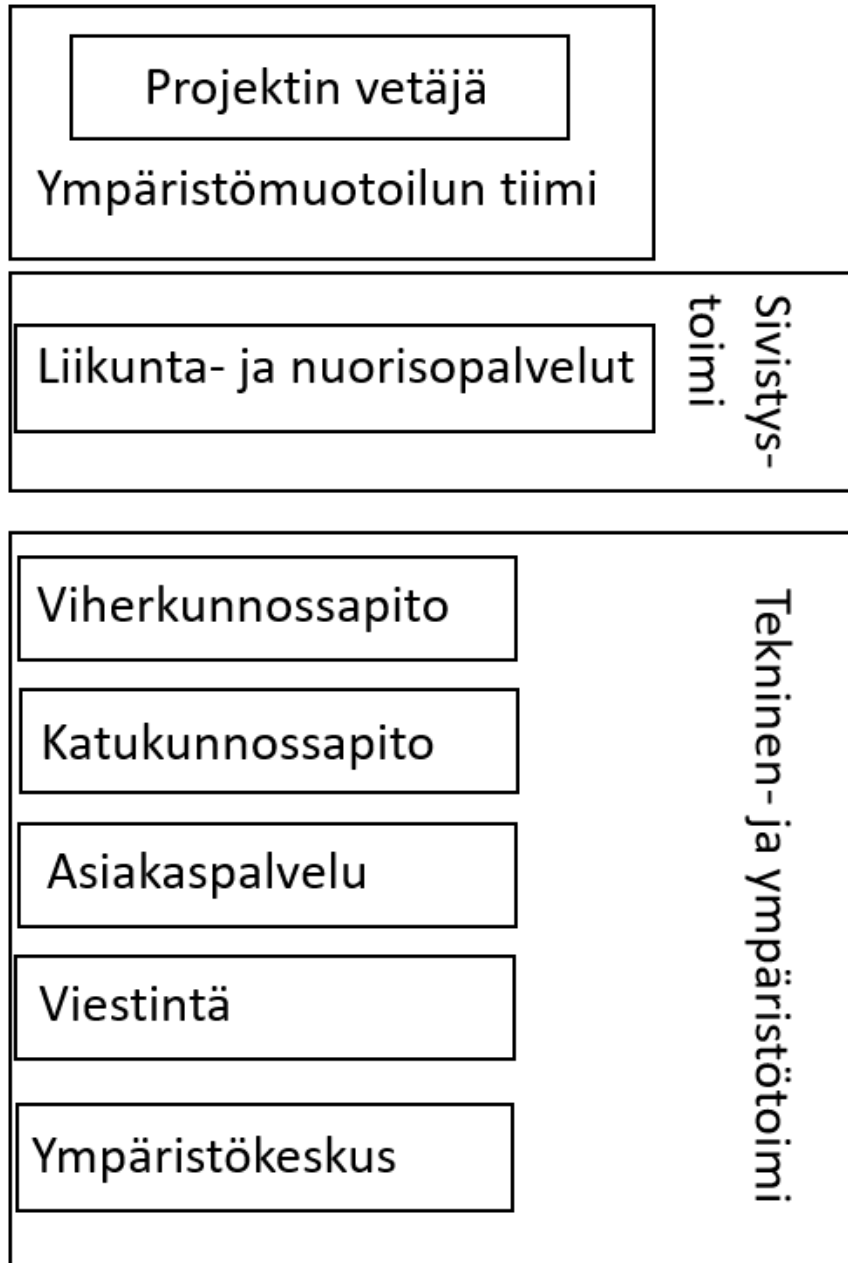 Projektin vetäjä
Ympäristömuotoilun tiimi
Sivistys-
toimi
Liikunta- ja nuorisopalvelut
Tekninen- ja ympäristötoimi
Viherkunnossapito
Katukunnossapito
Asiakaspalvelu
Viestintä
Ympäristökeskus